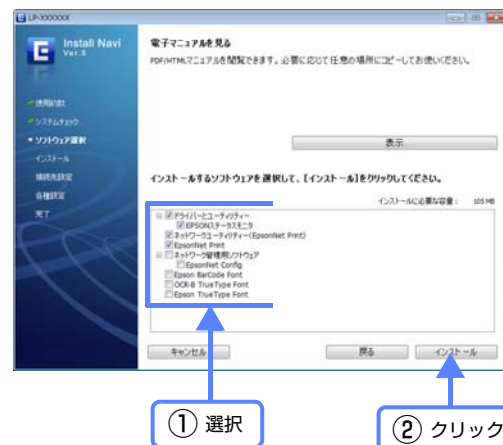 LP-XXXXXX
Install Navi
Ver.5
電子マニュアルを見る
PDF/HTMLマニュアルを閲覧できます。必要に応じて任意の場所にコピーしてお使いください。
使用許諾
システムチェック
ソフトウェア選択
インストール
接続先設定
各種設定
完了
表示
インストールするソフトウェアを選択して、[インストール]をクリックしてください。
インストールに必要な容量: 105 MB
ドライバーとユーティリティー
EPSONステータスモニタ
ネットワークユーティリティー(EpsonNet Print)
EpsonNet Print
ネットワーク管理用ソフトウェア
EpsonNet Config
Epson BarCode Font
OCR-B TrueType Font
Epson TrueType Font
キャンセル
戻る
インストール
① 選択
② クリック